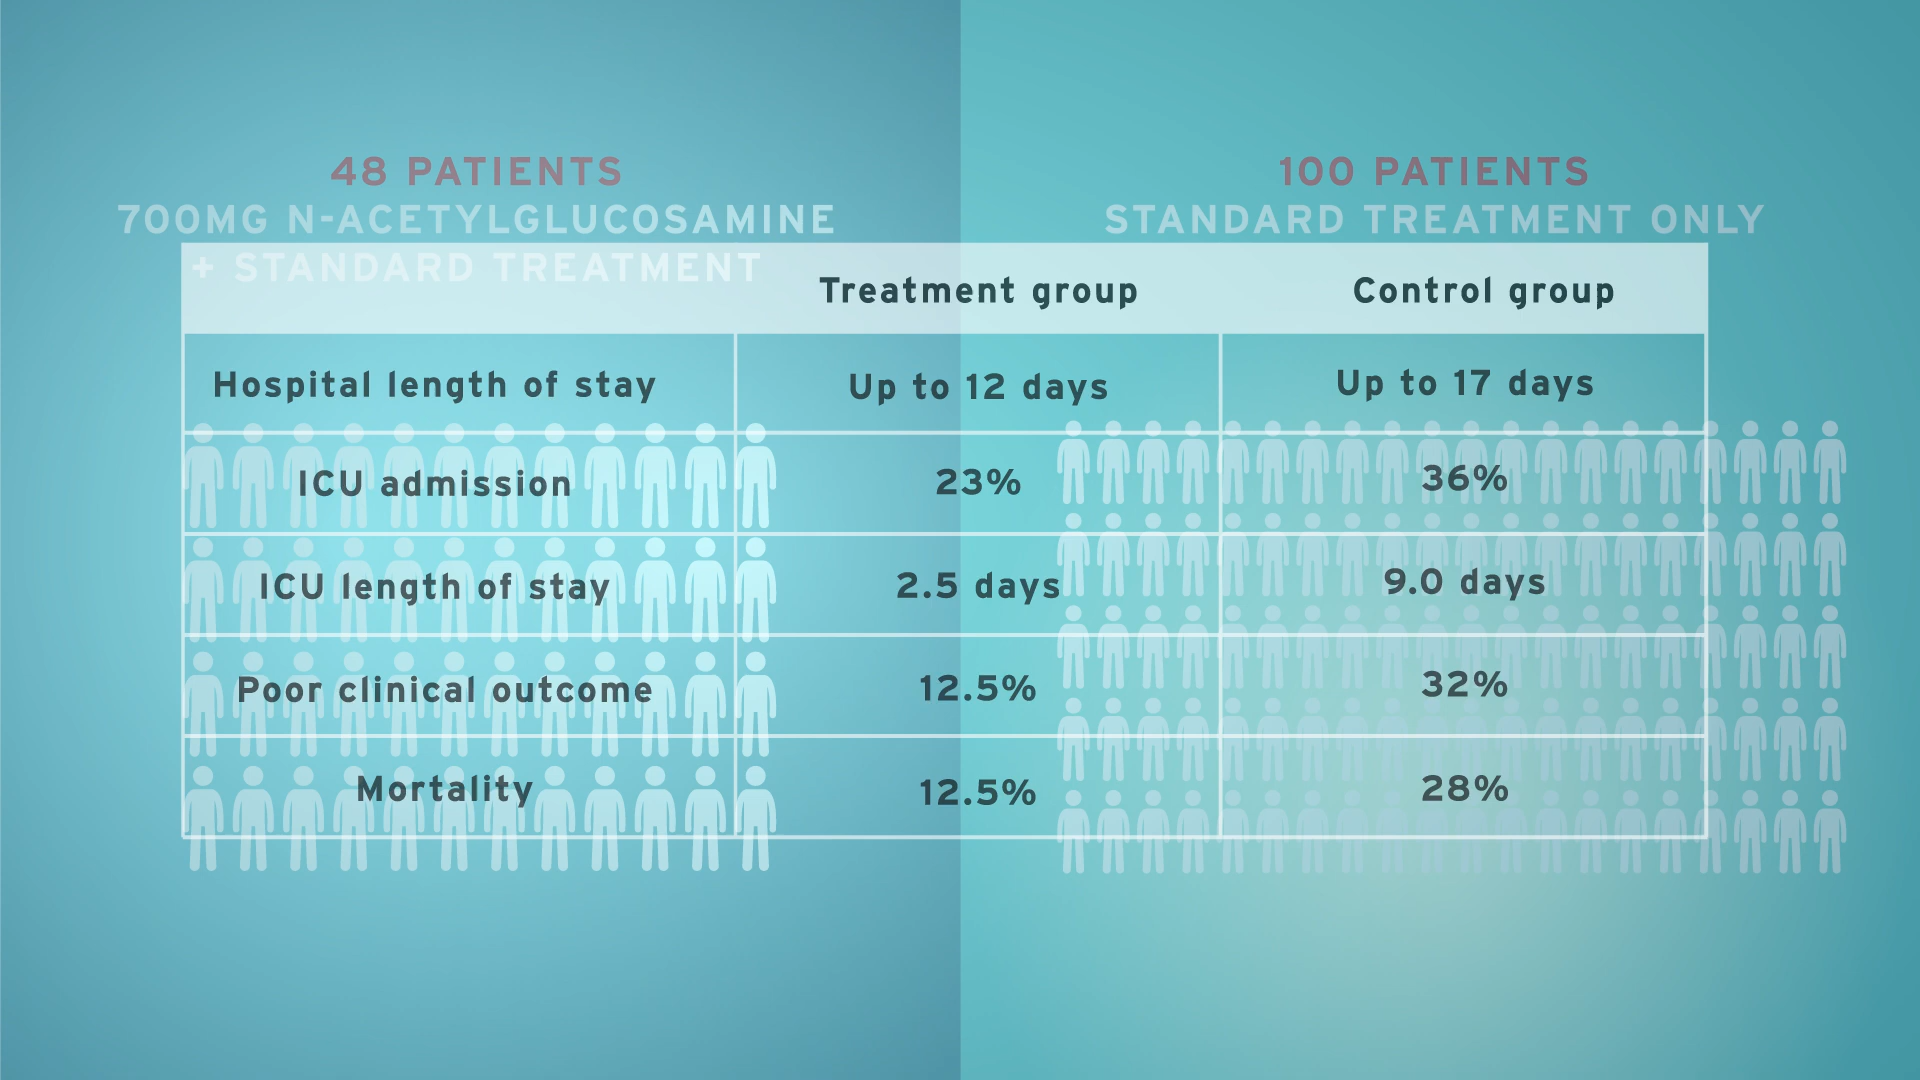 48 PATIENTS
700MG N-ACETYLGLUCOSAMINE
+ STANDARD TREATMENT
100 PATIENTS
STANDARD TREATMENT ONLY
Treatment group Control group
Hospital length of stay Up to 12 days Up to 17 days
ICU admission 23% 36%
ICU length of stay 2.5 days 9.0 days
Poor clinical outcome 12.5% 32%
Mortality 12.5% 28%